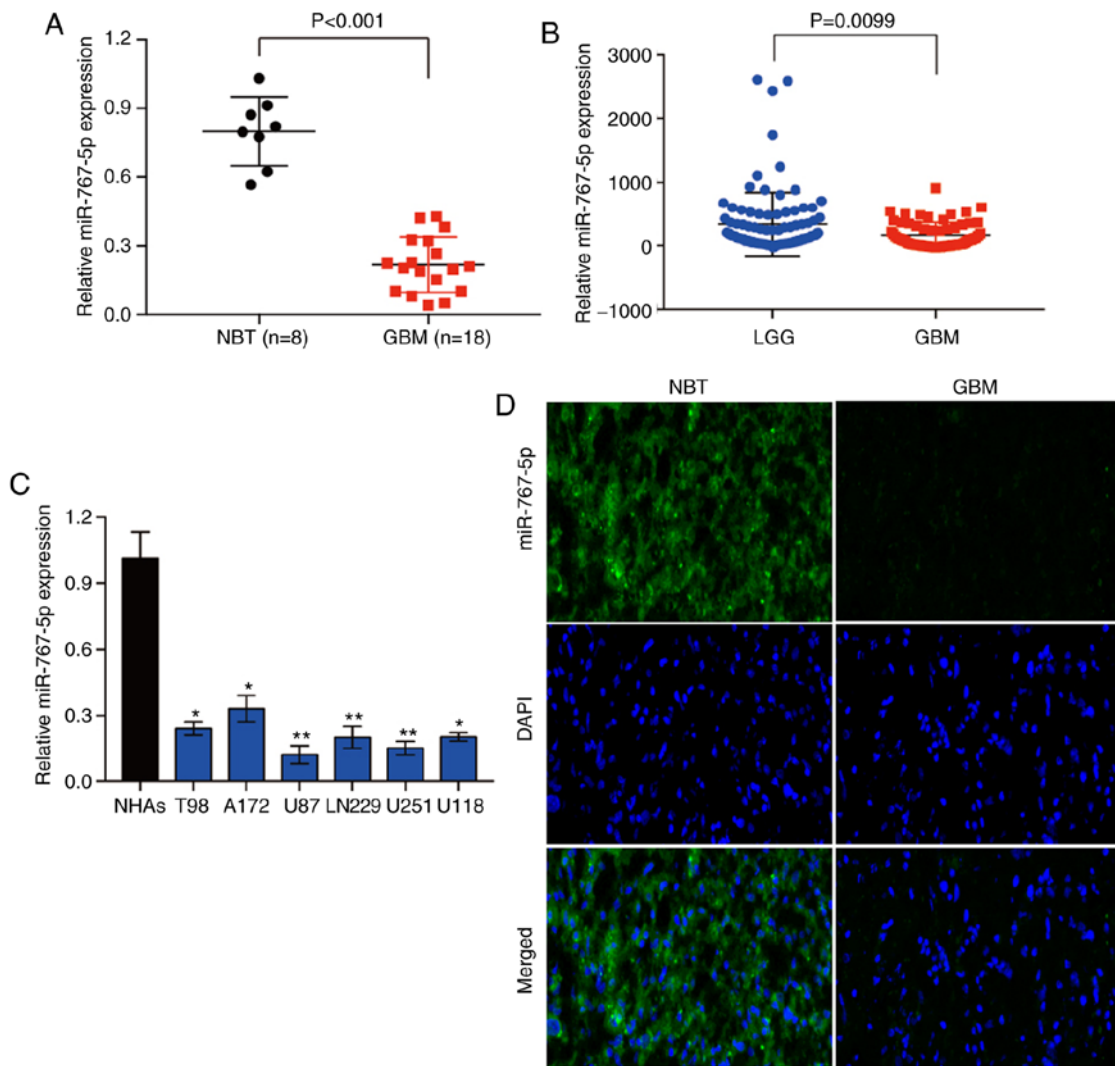 A
P<0.001
Relative miR-767-5p expression
1.2
0.9
0.6
0.3
0.0
NBT (n=8)
GBM (n=18)
B
P=0.0099
Relative miR-767-5p expression
3000
2000
1000
0
−1000
LGG
GBM
C
Relative miR-767-5p expression
1.2
0.9
0.6
0.3
0.0
*
*
**
**
**
*
NHAs
T98
A172
U87
LN229
U251
U118
D
NBT
GBM
miR-767-5p
DAPI
Merged